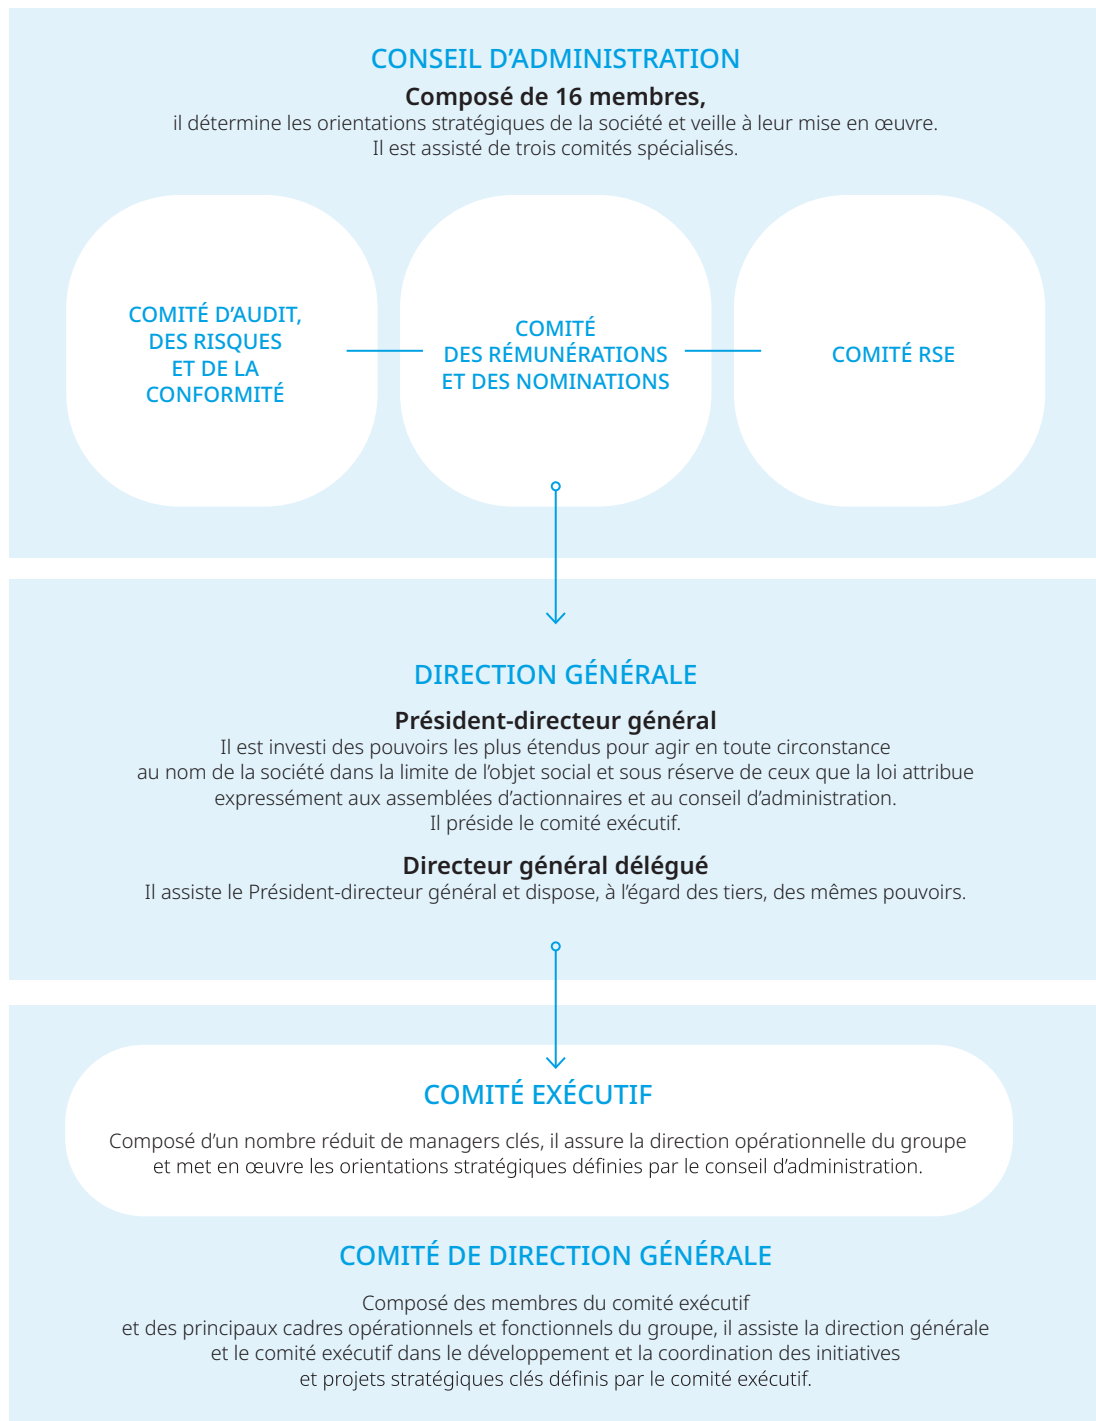 CONSEIL D’ADMINISTRATION
Composé de 16 membres,
il détermine les orientations stratégiques de la société et veille à leur mise en œuvre.
Il est assisté de trois comités spécialisés.
COMITÉ D’AUDIT,
DES RISQUES
ET DE LA
CONFORMITÉ
COMITÉ
DES RÉMUNÉRATIONS
ET DES NOMINATIONS
COMITÉ RSE
DIRECTION GÉNÉRALE
Président-directeur général
Il est investi des pouvoirs les plus étendus pour agir en toute circonstance
au nom de la société dans la limite de l’objet social et sous réserve de ceux que la loi attribue
expressément aux assemblées d’actionnaires et au conseil d’administration.
Il préside le comité exécutif.
Directeur général délégué
Il assiste le Président-directeur général et dispose, à l’égard des tiers, des mêmes pouvoirs.
COMITÉ EXÉCUTIF
Composé d’un nombre réduit de managers clés, il assure la direction opérationnelle du groupe
et met en œuvre les orientations stratégiques définies par le conseil d’administration.
COMITÉ DE DIRECTION GÉNÉRALE
Composé des membres du comité exécutif
et des principaux cadres opérationnels et fonctionnels du groupe, il assiste la direction générale
et le comité exécutif dans le développement et la coordination des initiatives
et projets stratégiques clés définis par le comité exécutif.